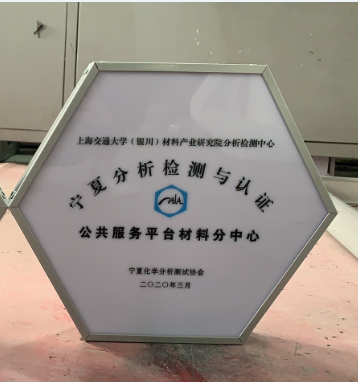 上海交通大学（银川）材料产业研究院分析检测中心
宁夏分析检测与认证
公共服务平台材料分中心
宁夏化学分析测试协会
二〇二〇年三月